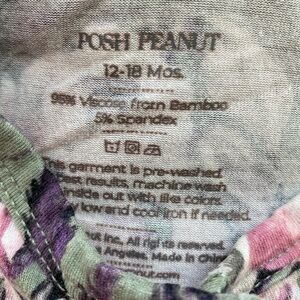 POSH PEANUT
12-18 Mos.
95% Viscose from Bamboo
5% Spandex
This garment is pre-washed.
best results, machine wash
inside out with like colors.
dry low and cool iron if needed.
Inc. All rights reserved.
Angeles. Made in China